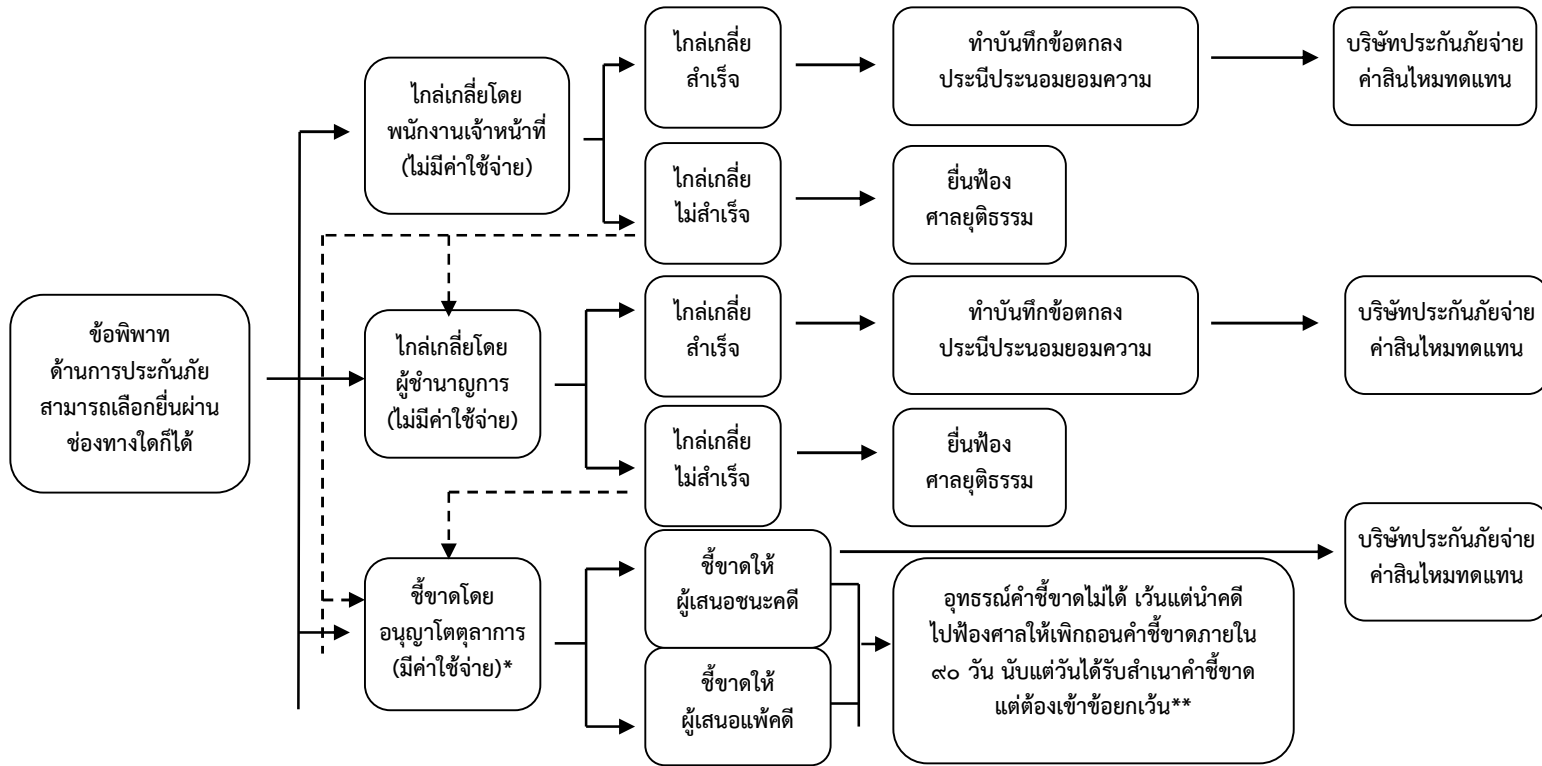 ข้อพิพาท
ด้านการประกันภัย
สามารถเลือกยื่นผ่าน
ช่องทางใดก็ได้
ไกล่เกลี่ยโดย
พนักงานเจ้าหน้าที่
(ไม่มีค่าใช้จ่าย)
ไกล่เกลี่ย
สำเร็จ
ทำบันทึกข้อตกลง
ประนีประนอมยอมความ
บริษัทประกันภัยจ่าย
ค่าสินไหมทดแทน
ไกล่เกลี่ย
ไม่สำเร็จ
ยื่นฟ้อง
ศาลยุติธรรม
ไกล่เกลี่ยโดย
ผู้ชำนาญการ
(ไม่มีค่าใช้จ่าย)
ไกล่เกลี่ย
สำเร็จ
ทำบันทึกข้อตกลง
ประนีประนอมยอมความ
บริษัทประกันภัยจ่าย
ค่าสินไหมทดแทน
ไกล่เกลี่ย
ไม่สำเร็จ
ยื่นฟ้อง
ศาลยุติธรรม
ชี้ขาดโดย
อนุญาโตตุลาการ
(มีค่าใช้จ่าย)*
ชี้ขาดให้
ผู้เสนอชนะคดี
บริษัทประกันภัยจ่าย
ค่าสินไหมทดแทน
ชี้ขาดให้
ผู้เสนอแพ้คดี
อุทธรณ์คำชี้ขาดไม่ได้ เว้นแต่นำคดี
ไปฟ้องศาลให้เพิกถอนคำชี้ขาดภายใน
๙๐ วัน นับแต่วันได้รับสำเนาคำชี้ขาด
แต่ต้องเข้าข้อยกเว้น**